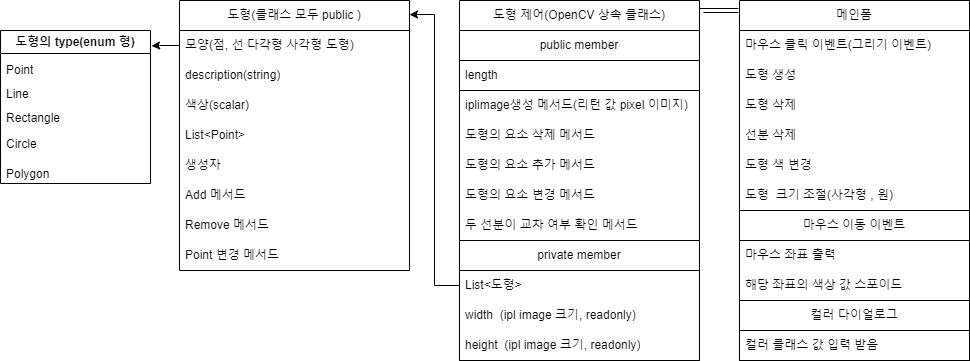 도형의 type(enum 형)
Point
Line
Rectangle
Circle
Polygon
도형(클래스 모두 public )
모양(점, 선 다각형 사각형 도형)
description(string)
색상(scalar)
List<Point>
생성자
Add 메서드
Remove 메서드
Point 변경 메서드
도형 제어(OpenCV 상속 클래스)
public member
length
iplimage생성 메서드(리턴 값 pixel 이미지)
도형의 요소 삭제 메서드
도형의 요소 추가 메서드
도형의 요소 변경 메서드
두 선분이 교차 여부 확인 메서드
private member
List<도형>
width  (ipl image 크기, readonly)
height  (ipl image 크기, readonly)
메인폼
마우스 클릭 이벤트(그리기 이벤트)
도형 생성
도형 삭제
선분 삭제
도형 색 변경
도형  크기 조절(사각형 , 원)
마우스 이동 이벤트
마우스 좌표 출력
해당 좌표의 색상 값 스포이드
컬러 다이얼로그
컬러 클래스 값 입력 받음